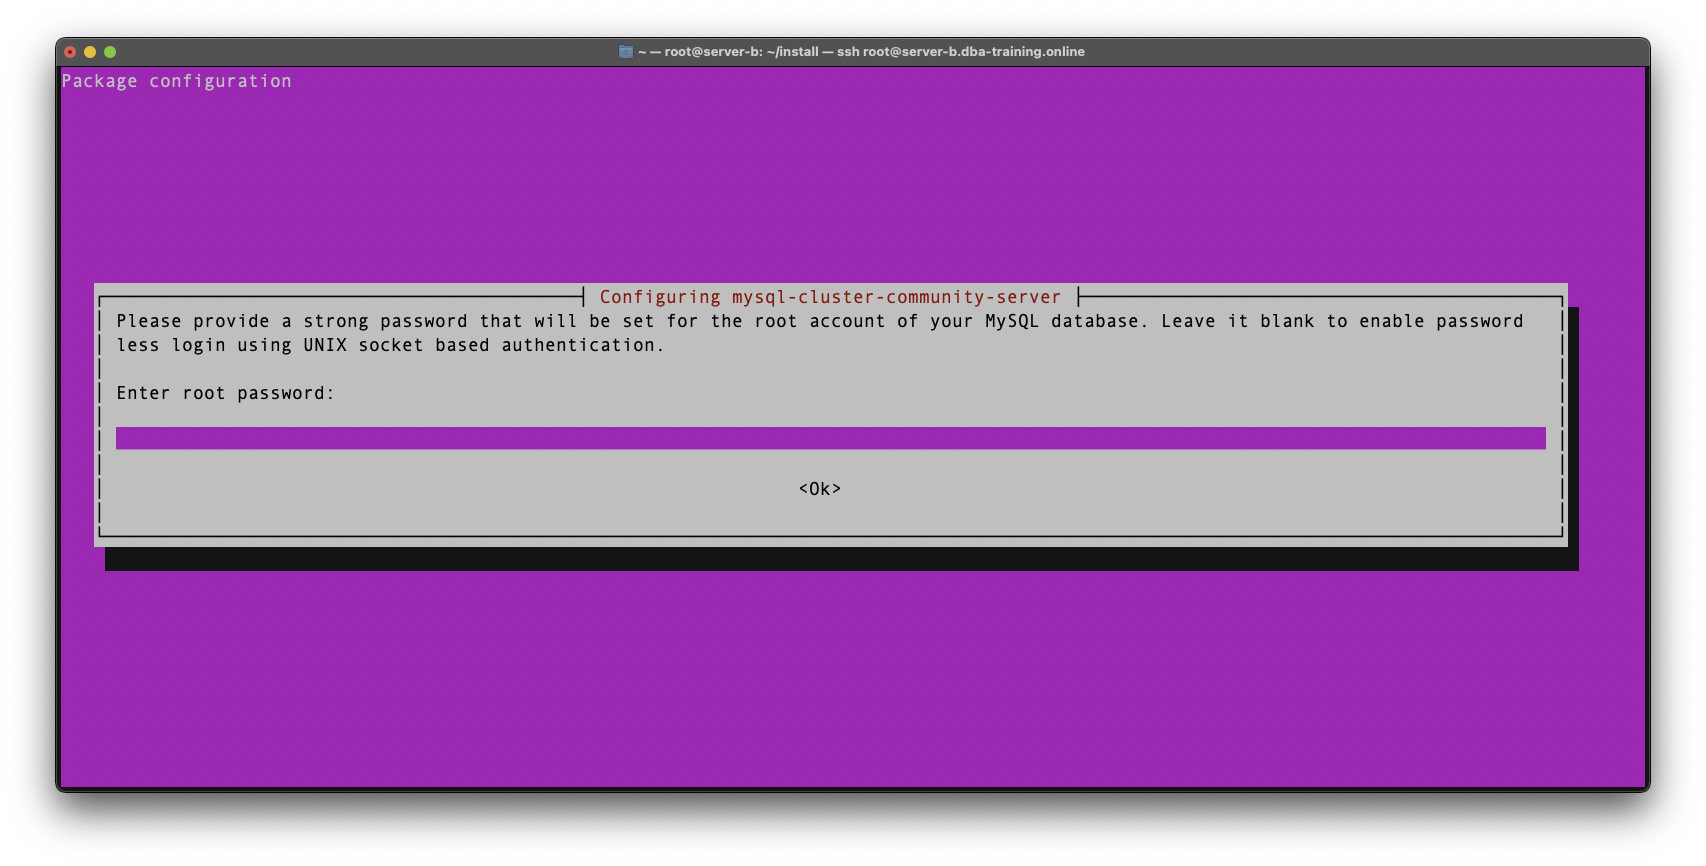 ~ — root@server-b: ~/install — ssh root@server-b.dba-training.online
Package configuration
Configuring mysql-cluster-community-server
Please provide a strong password that will be set for the root account of your MySQL database. Leave it blank to enable password
less login using UNIX socket based authentication.
Enter root password:
<Ok>